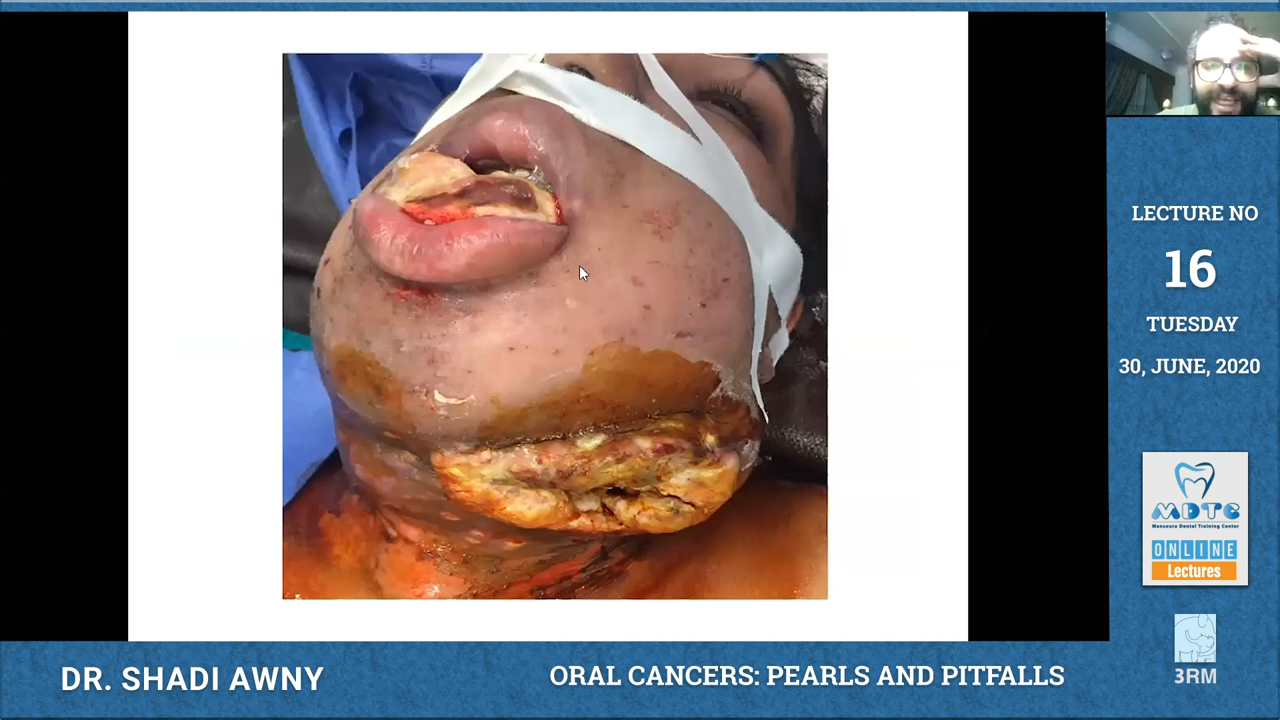 LECTURE NO
16
TUESDAY
30, JUNE, 2020
MDTC
Mansoura Dental Training Center
ONLINE
Lectures
3RM
DR. SHADI AWNY
ORAL CANCERS: PEARLS AND PITFALLS